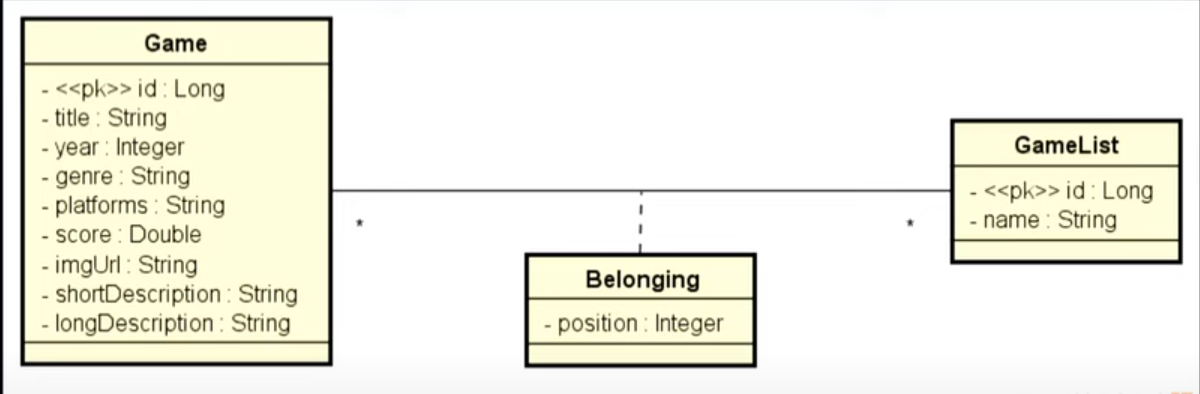 Game
- <<pk>> id : Long
- title : String
- year : Integer
- genre : String
- platforms : String
- score : Double
- imgUrl : String
- shortDescription : String
- longDescription : String
*
*
GameList
- <<pk>> id : Long
- name : String
Belonging
- position : Integer